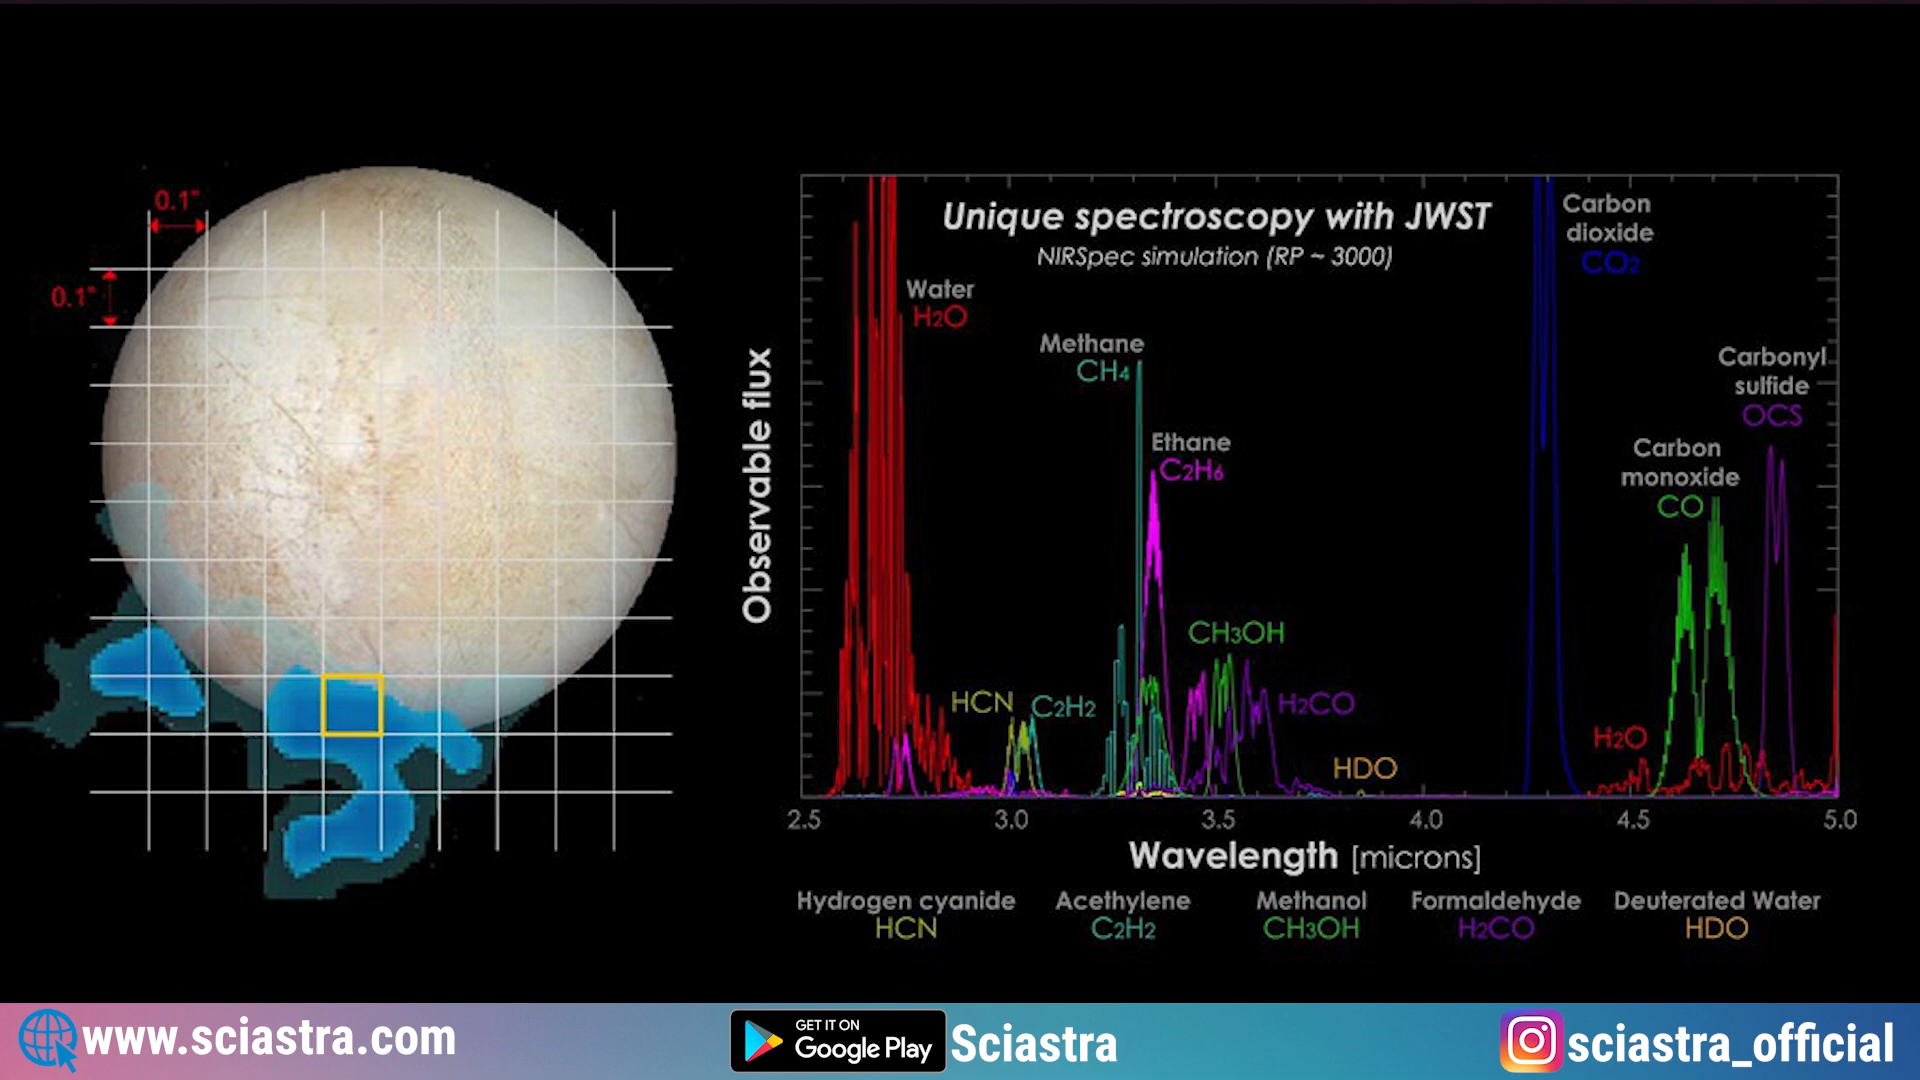 0.1"
0.1"
Unique spectroscopy with JWST
NIRSpec simulation (RP ~ 3000)
Observable flux
Water
H2O
Methane
CH4
Ethane
C2H6
CH3OH
HCN
C2H2
H2CO
HDO
Carbon
dioxide
CO2
Carbonyl
sulfide
OCS
Carbon
monoxide
CO
H2O
2.5 3.0 3.5 4.0 4.5 5.0
Wavelength [microns]
Hydrogen cyanide Acethylene Methanol Formaldehyde Deuterated Water
HCN C2H2 CH3OH H2CO HDO
www.sciastra.com
GET IT ON
Google Play
Sciastra
sciastra_official